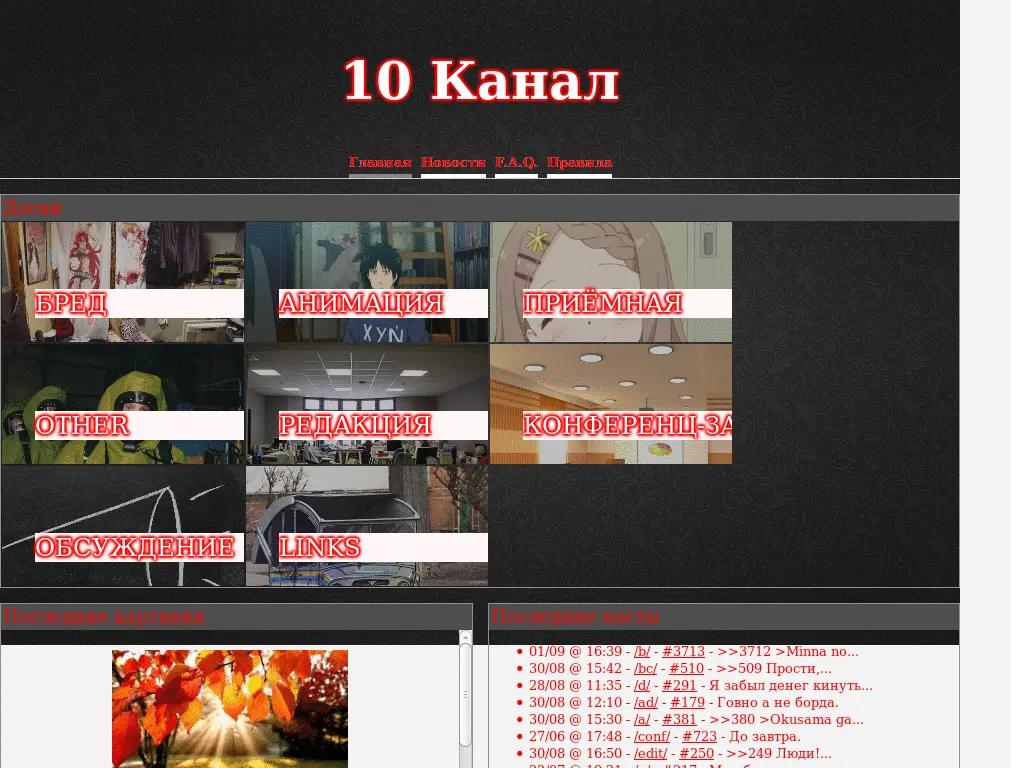 10 Канал
Главная Новости F.A.Q. Правила
Доски
БРЕД АНИМАЦИЯ ПРИЁМНАЯ
XYN
OTHER РЕДАКЦИЯ КОНФЕРЕНЦ-ЗА
ОБСУЖДЕНИЕ LINKS
Последние картинки
Последние посты
01/09 @ 16:39 - /b/ - #3713 - >>3712 >Minna no...
30/08 @ 15:42 - /bc/ - #510 - >>509 Прости,...
28/08 @ 11:35 - /d/ - #291 - Я забыл денег кинуть...
30/08 @ 12:10 - /ad/ - #179 - Говно а не борда.
30/08 @ 15:30 - /a/ - #381 - >>380 >Okusama ga...
27/06 @ 17:48 - /conf/ - #723 - До завтра.
30/08 @ 16:50 - /edit/ - #250 - >>249 Люди!...